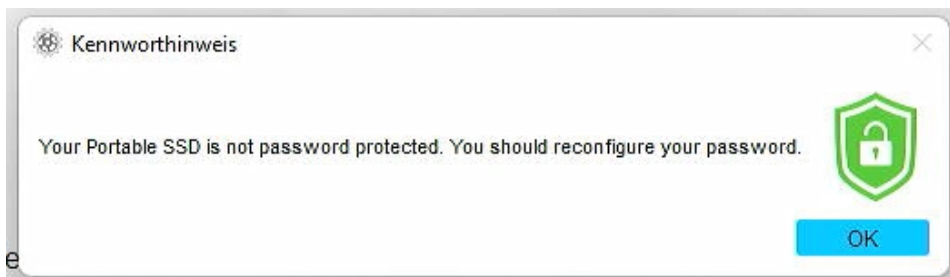 Kennworthinweis
Your Portable SSD is not password protected. You should reconfigure your password.
OK
e